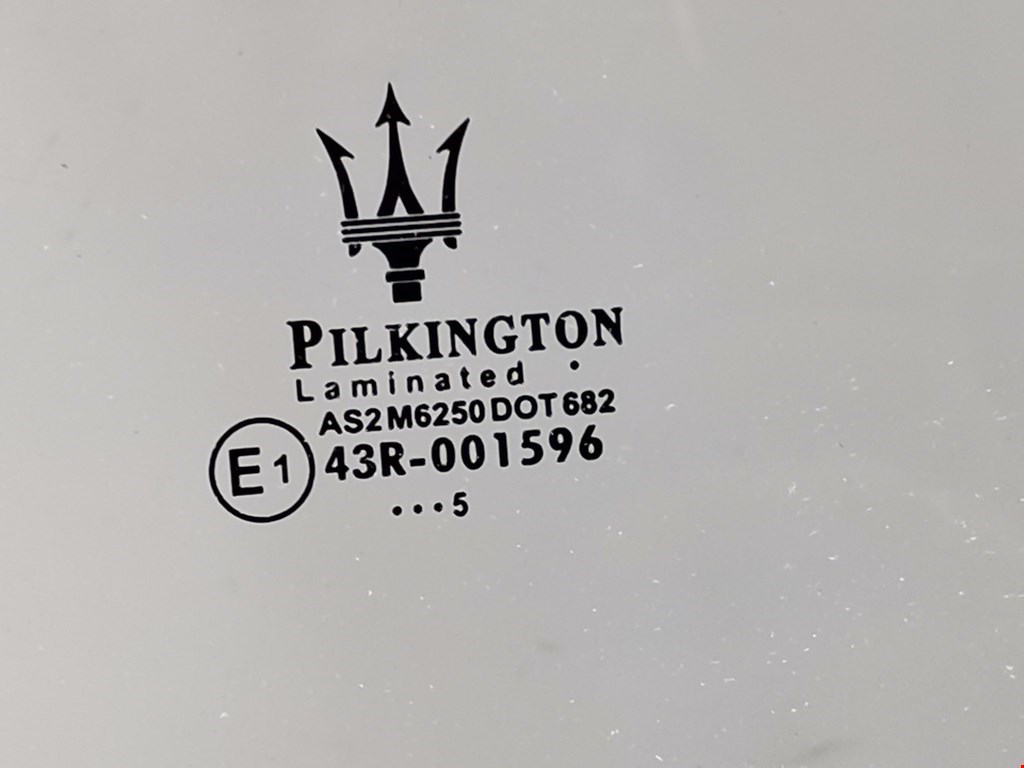 PILKINGTON
Laminated
AS2 M6250 DOT 682
E1 43R-001596
...5